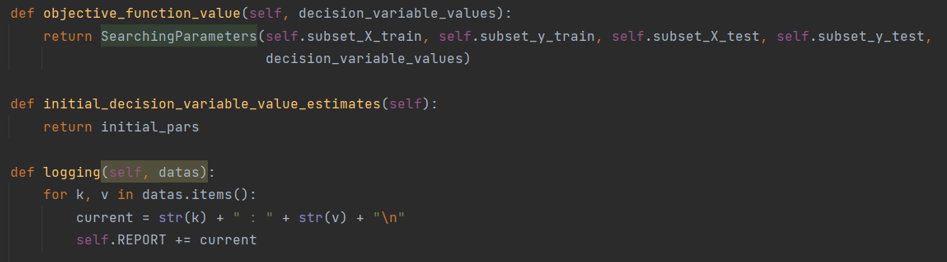 def objective_function_value(self, decision_variable_values):
    return SearchingParameters(self.subset_X_train, self.subset_y_train, self.subset_X_test, self.subset_y_test,
                               decision_variable_values)
def initial_decision_variable_value_estimates(self):
    return initial_pars
def logging(self, datas):
    for k, v in datas.items():
        current = str(k) + " : " + str(v) + "\n"
        self.REPORT += current